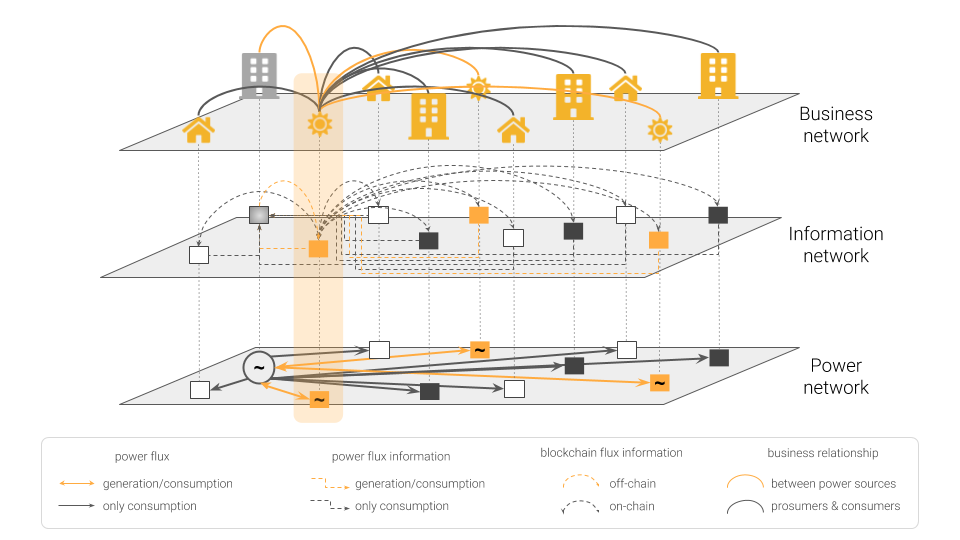 Business
network
Information
network
Power
network
~
~
~
~
power flux
power flux information
blockchain flux information
business relationship
generation/consumption
generation/consumption
off-chain
between power sources
only consumption
only consumption
on-chain
prosumers & consumers